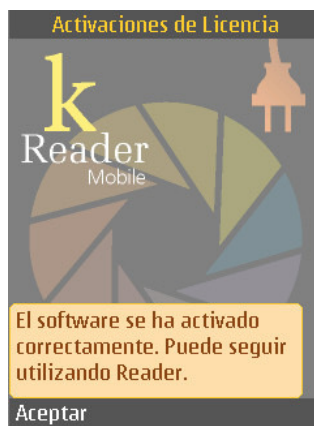 Activaciones de Licencia
k
Reader
Mobile
El software se ha activado
correctamente. Puede seguir
utilizando Reader.
Aceptar